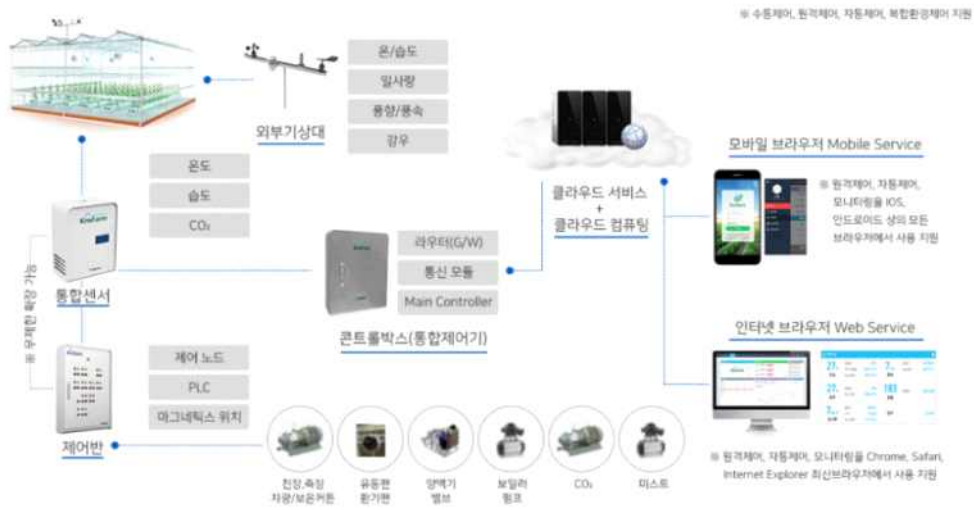 ※ 수동제어, 원격제어, 자동제어, 복합환경제어 지원
온/습도
일사량
풍향/풍속
강우
외부기상대
온도
습도
CO₂
통합센서
※ 무제한 확장 가능
라우터(G/W)
통신 모듈
Main Controller
콘트롤박스(통합제어기)
클라우드 서비스
+
클라우드 컴퓨팅
모바일 브라우저 Mobile Service
※ 원격제어, 자동제어,
모니터링을 IOS,
안드로이드 상의 모든
브라우저에서 사용 지원
인터넷 브라우저 Web Service
※ 원격제어, 자동제어, 모니터링을 Chrome, Safari,
Internet Explorer 최신브라우저에서 사용 지원
제어 노드
PLC
마그네틱스 위치
제어반
천장,측창
차광/보온커튼
유동팬
환기팬
양액기
밸브
보일러
펌프
CO₂
미스트